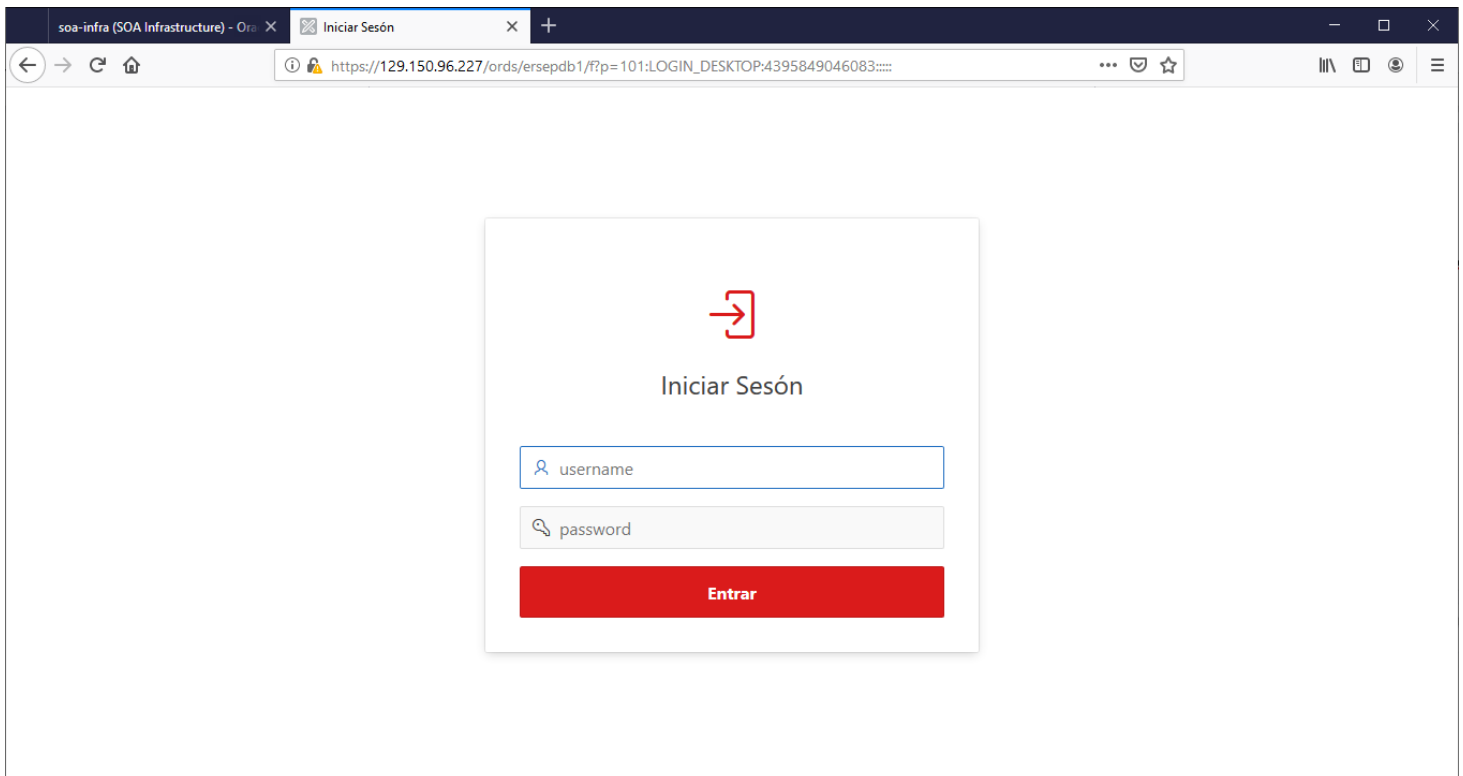 soa-infra (SOA Infrastructure) - Ora
Iniciar Sesón
https://129.150.96.227/ords/ersepdb1/f?p=101:LOGIN_DESKTOP:4395849046083:::::
Iniciar Sesón
username
password
Entrar